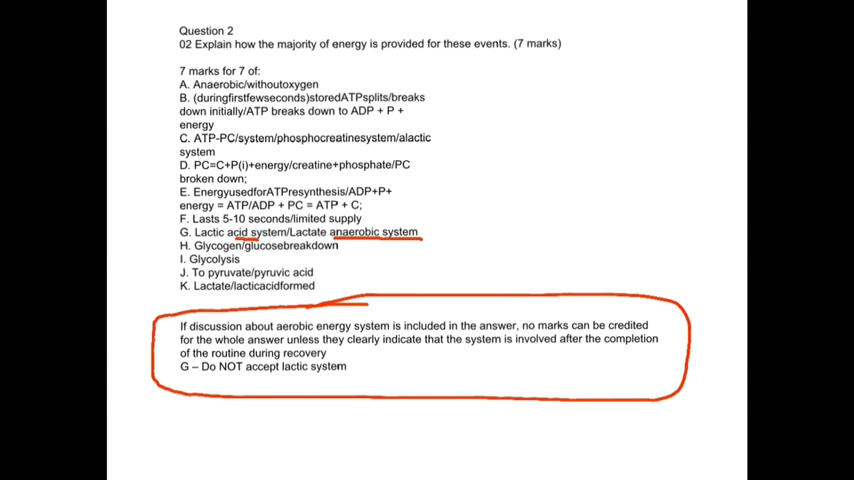 Question 2
02 Explain how the majority of energy is provided for these events. (7 marks)
7 marks for 7 of:
A. Anaerobic/withoutoxygen
B. (duringfirstfewseconds)storedATPsplits/breaks
down initially/ATP breaks down to ADP + P +
energy
C. ATP-PC/system/phosphocreatinesystem/alactic
system
D. PC=C+P(i)+energy/creatine+phosphate/PC
broken down;
E. EnergyusedforATPresynthesis/ADP+P+
energy = ATP/ADP + PC = ATP + C;
F. Lasts 5-10 seconds/limited supply
G. Lactic acid system/Lactate anaerobic system
H. Glycogen/glucosebreakdown
I. Glycolysis
J. To pyruvate/pyruvic acid
K. Lactate/lacticacidformed
If discussion about aerobic energy system is included in the answer, no marks can be credited
for the whole answer unless they clearly indicate that the system is involved after the completion
of the routine during recovery
G – Do NOT accept lactic system